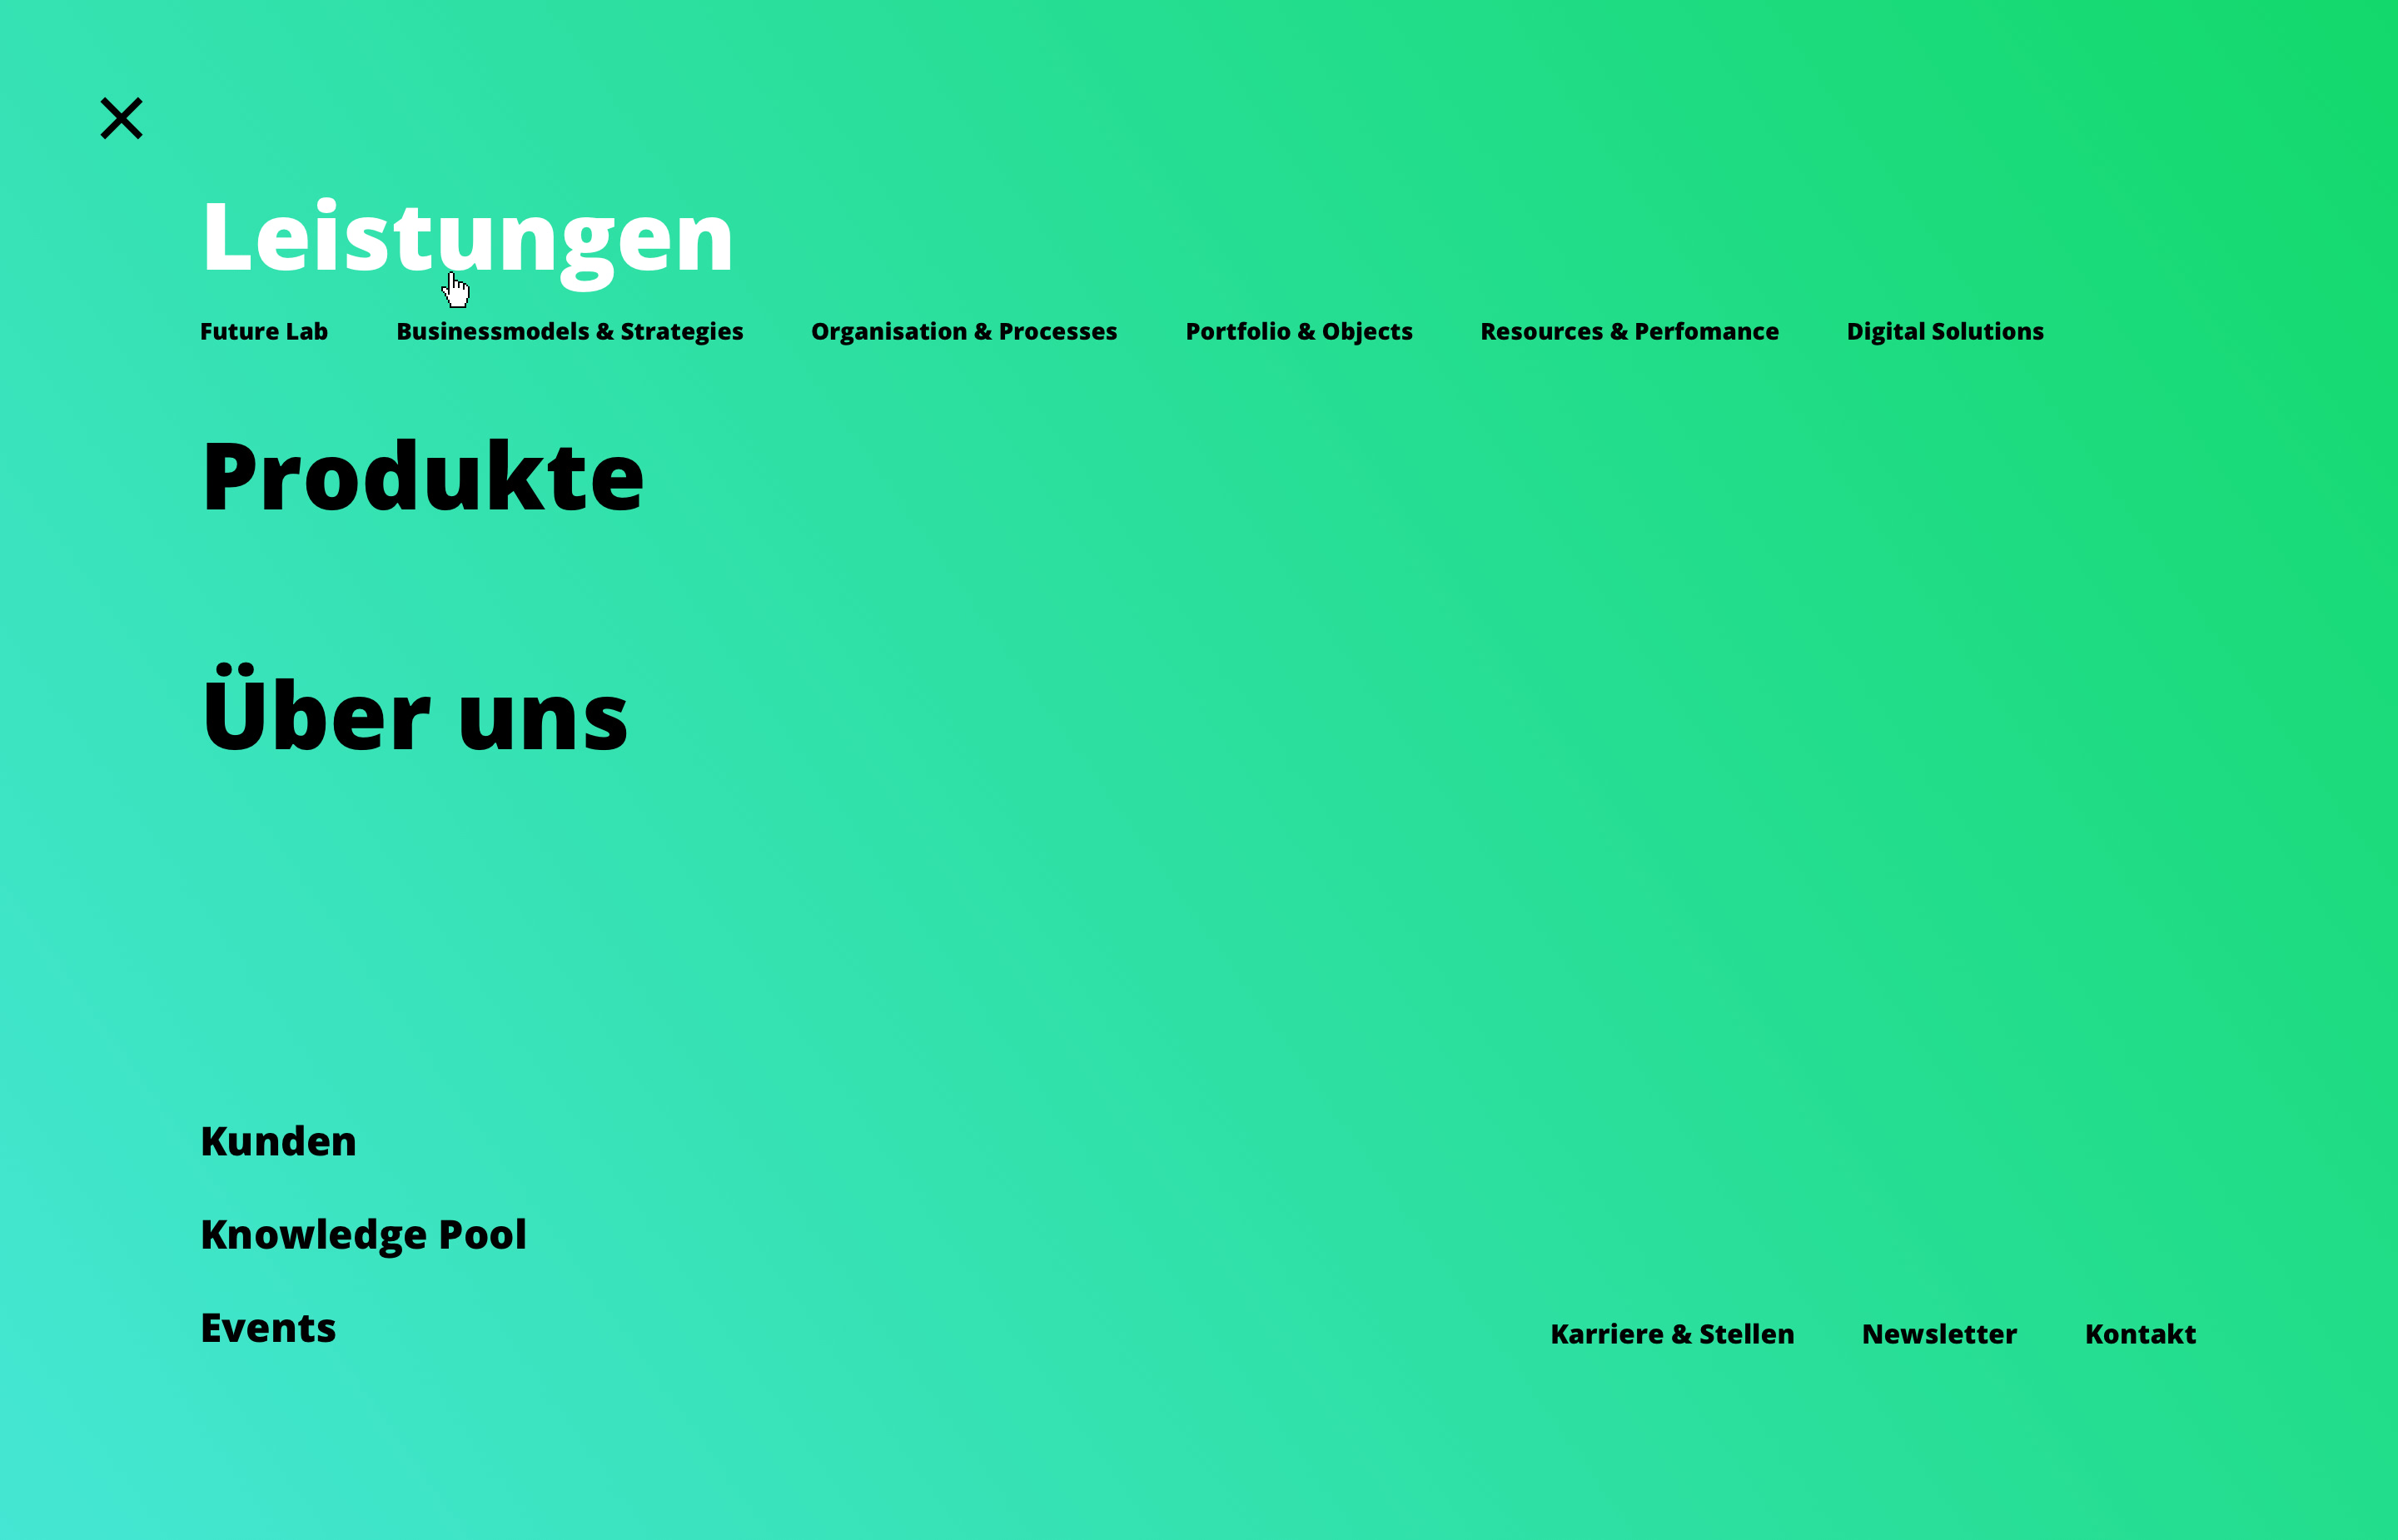 Leistungen
Future Lab Businessmodels & Strategies Organisation & Processes Portfolio & Objects Resources & Perfomance Digital Solutions
Produkte
Über uns
Kunden
Knowledge Pool
Events
Karriere & Stellen Newsletter Kontakt